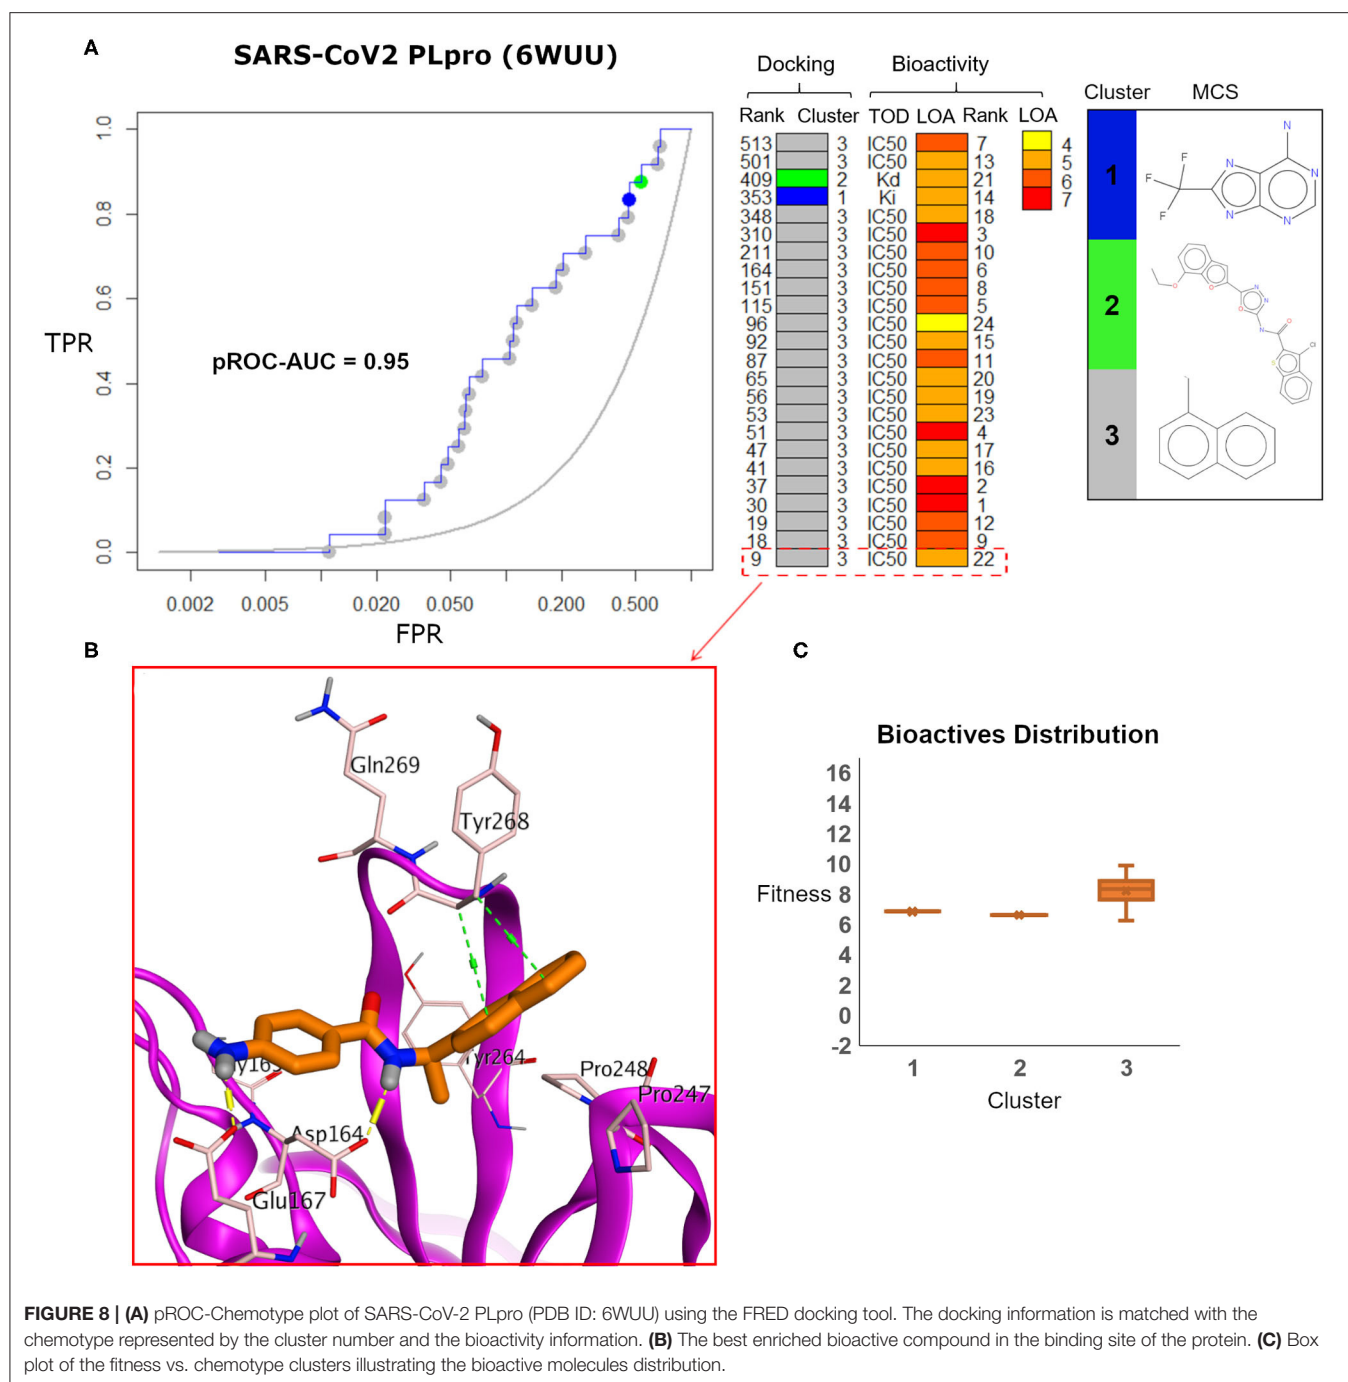 A
SARS-CoV2 PLpro (6WUU)
TPR
1.0
0.8
0.6
0.4
0.2
0.0
pROC-AUC = 0.95
0.002 0.005 0.020 0.050 0.200 0.500
FPR
Docking Bioactivity
Rank Cluster TOD LOA Rank LOA
513 3 IC50 7
501 3 IC50 13
409 2 Kd 21
353 1 Ki 14
348 3 IC50 18
310 3 IC50 3
211 3 IC50 10
164 3 IC50 6
151 3 IC50 8
115 3 IC50 5
96 3 IC50 24
92 3 IC50 15
87 3 IC50 11
65 3 IC50 20
56 3 IC50 19
53 3 IC50 23
51 3 IC50 4
47 3 IC50 17
41 3 IC50 16
37 3 IC50 2
30 3 IC50 1
19 3 IC50 12
18 3 IC50 9
9 3 IC50 22
4
5
6
7
Cluster MCS
1
N
F N N
F
F N N
2
O O N N O
N O S Cl
3
B
Gln269
Tyr268
Tyr264
Pro248
Pro247
Asp164
Glu167
C
Bioactives Distribution
Fitness
16
14
12
10
8
6
4
2
0
-2
1 2 3
Cluster
FIGURE 8 | (A) pROC-Chemotype plot of SARS-CoV-2 PLpro (PDB ID: 6WUU) using the FRED docking tool. The docking information is matched with the
chemotype represented by the cluster number and the bioactivity information. (B) The best enriched bioactive compound in the binding site of the protein. (C) Box
plot of the fitness vs. chemotype clusters illustrating the bioactive molecules distribution.